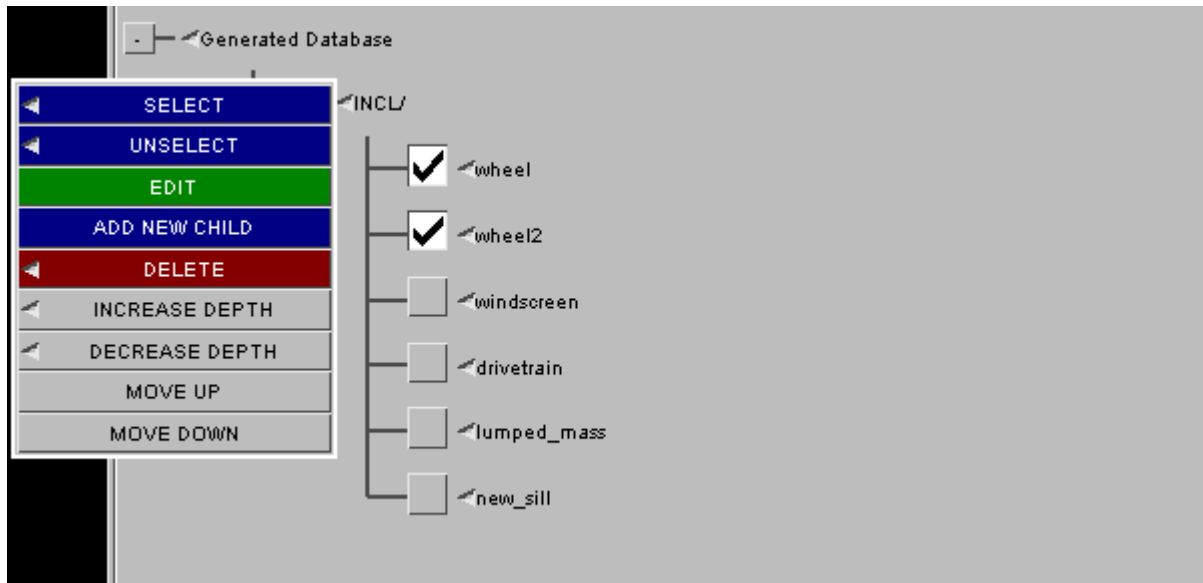 - Generated Database
SELECT
UNSELECT
EDIT
ADD NEW CHILD
DELETE
INCREASE DEPTH
DECREASE DEPTH
MOVE UP
MOVE DOWN
INCL/
wheel
wheel2
windscreen
drivetrain
lumped_mass
new_sill